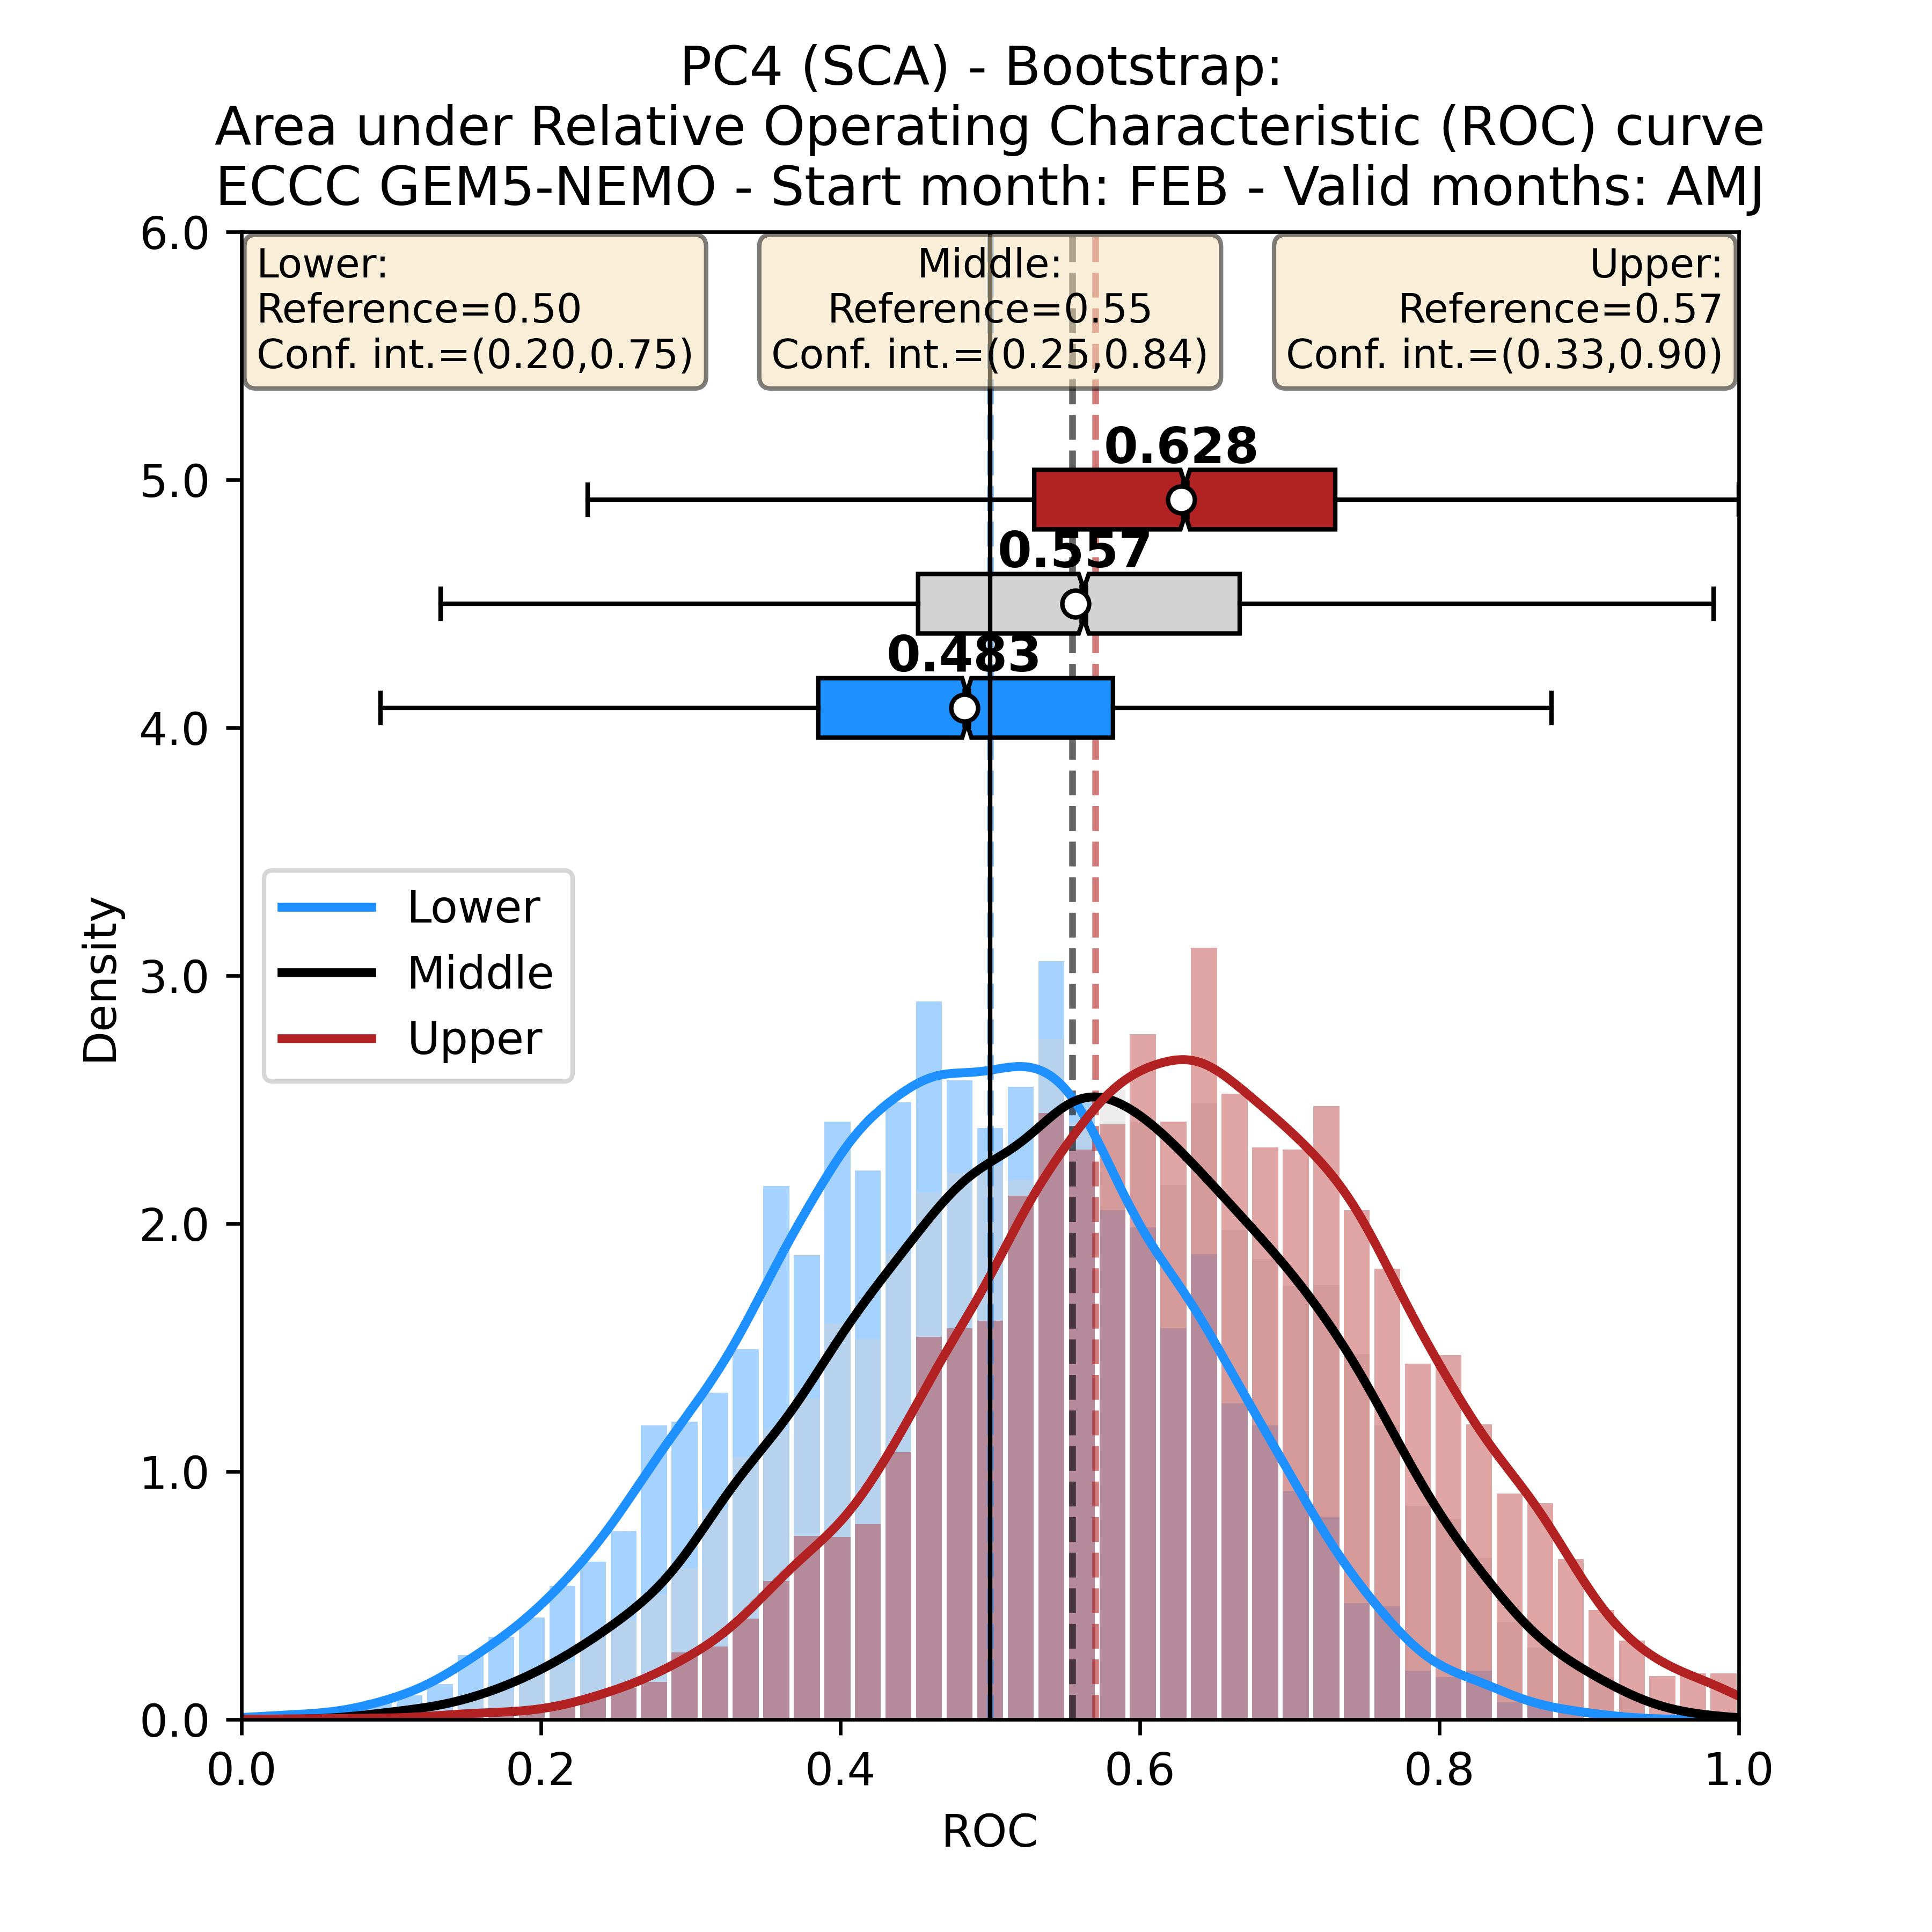 PC4 (SCA) - Bootstrap:
Area under Relative Operating Characteristic (ROC) curve
ECCC GEM5-NEMO - Start month: FEB - Valid months: AMJ
Lower:
Reference=0.50
Conf. int.=(0.20,0.75)
Middle:
Reference=0.55
Conf. int.=(0.25,0.84)
Upper:
Reference=0.57
Conf. int.=(0.33,0.90)
0.628
0.557
0.483
6.0
5.0
4.0
3.0
2.0
1.0
0.0
Density
Lower
Middle
Upper
0.0
0.2
0.4
0.6
0.8
1.0
ROC